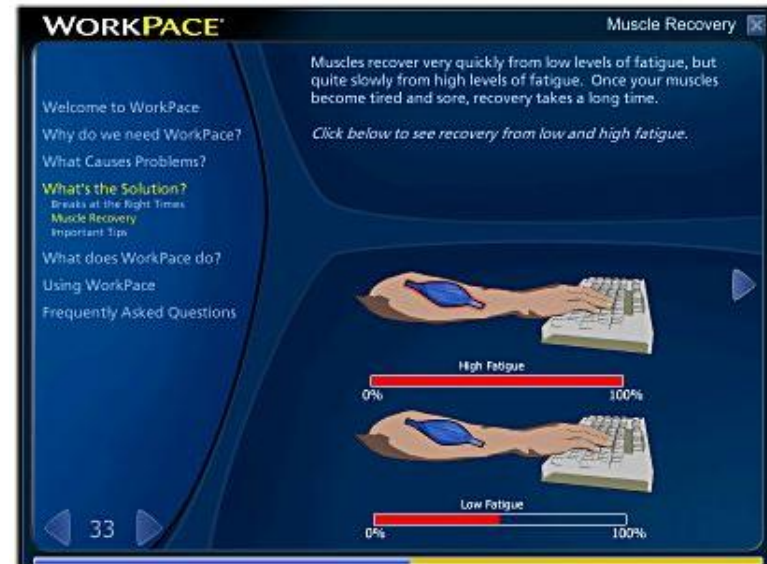 WORKPACE
Muscle Recovery
Muscles recover very quickly from low levels of fatigue, but
quite slowly from high levels of fatigue. Once your muscles
become tired and sore, recovery takes a long time.
Click below to see recovery from low and high fatigue.
Welcome to WorkPace
Why do we need WorkPace?
What Causes Problems?
What's the Solution?
Breaks at the Right Times
Muscle Recovery
Important Tips
What does WorkPace do?
Using WorkPace
Frequently Asked Questions
High Fatigue
0% 100%
Low Fatigue
0% 100%
33